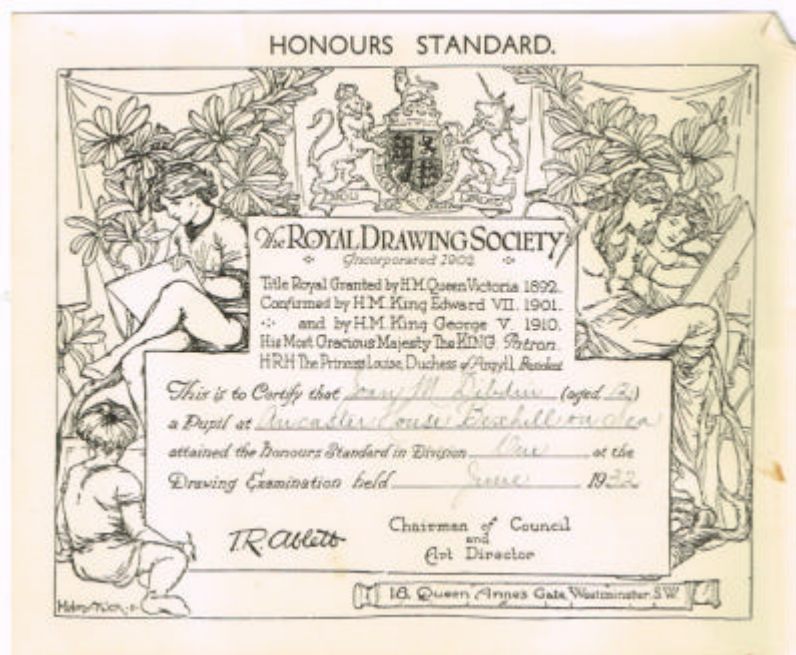 HONOURS STANDARD.
The ROYAL DRAWING SOCIETY
Incorporated 1902
Title Royal Granted by H.M. Queen Victoria 1892.
Confirmed by H.M. King Edward VII. 1901.
and by H.M. King George V 1910.
His Most Gracious Majesty The KING Patron.
H.R.H The Princess Louise, Duchess of Argyll President
This is to Certify that Joan M Dibdin (aged 12)
a Pupil at Ancaster House Bexhill on Sea
attained the Honours Standard in Division One at the
Drawing Examination held June 1932
T.R. Ablett
Chairman of Council
and
Art Director
18, Queen Anne's Gate, Westminster. S.W.